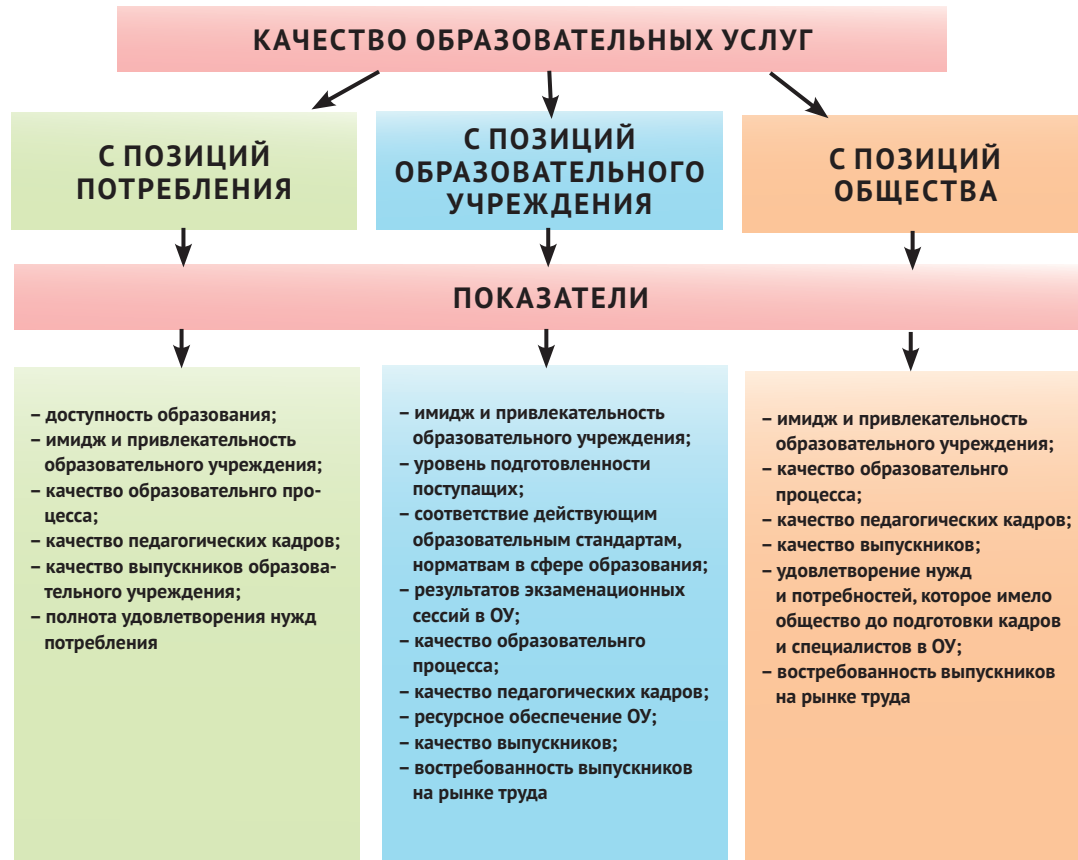 КАЧЕСТВО ОБРАЗОВАТЕЛЬНЫХ УСЛУГ
С ПОЗИЦИЙ
ПОТРЕБЛЕНИЯ
С ПОЗИЦИЙ
ОБРАЗОВАТЕЛЬНОГО
УЧРЕЖДЕНИЯ
С ПОЗИЦИЙ
ОБЩЕСТВА
ПОКАЗАТЕЛИ
– доступность образования;
– имидж и привлекательность
образовательного учреждения;
– качество образовательнго про-
цесса;
– качество педагогических кадров;
– качество выпускников образова-
тельного учреждения;
– полнота удовлетворения нужд
потребления
– имидж и привлекательность
образовательного учреждения;
– уровень подготовленности
поступащих;
– соответствие действующим
образовательным стандартам,
норматвам в сфере образования;
– результатов экзаменационных
сессий в ОУ;
– качество образовательнго
процесса;
– качество педагогических кадров;
– ресурсное обеспечение ОУ;
– качество выпускников;
– востребованность выпускников
на рынке труда
– имидж и привлекательность
образовательного учреждения;
– качество образовательнго
процесса;
– качество педагогических кадров;
– качество выпускников;
– удовлетворение нужд
и потребностей, которое имело
общество до подготовки кадров
и специалистов в ОУ;
– востребованность выпускников
на рынке труда